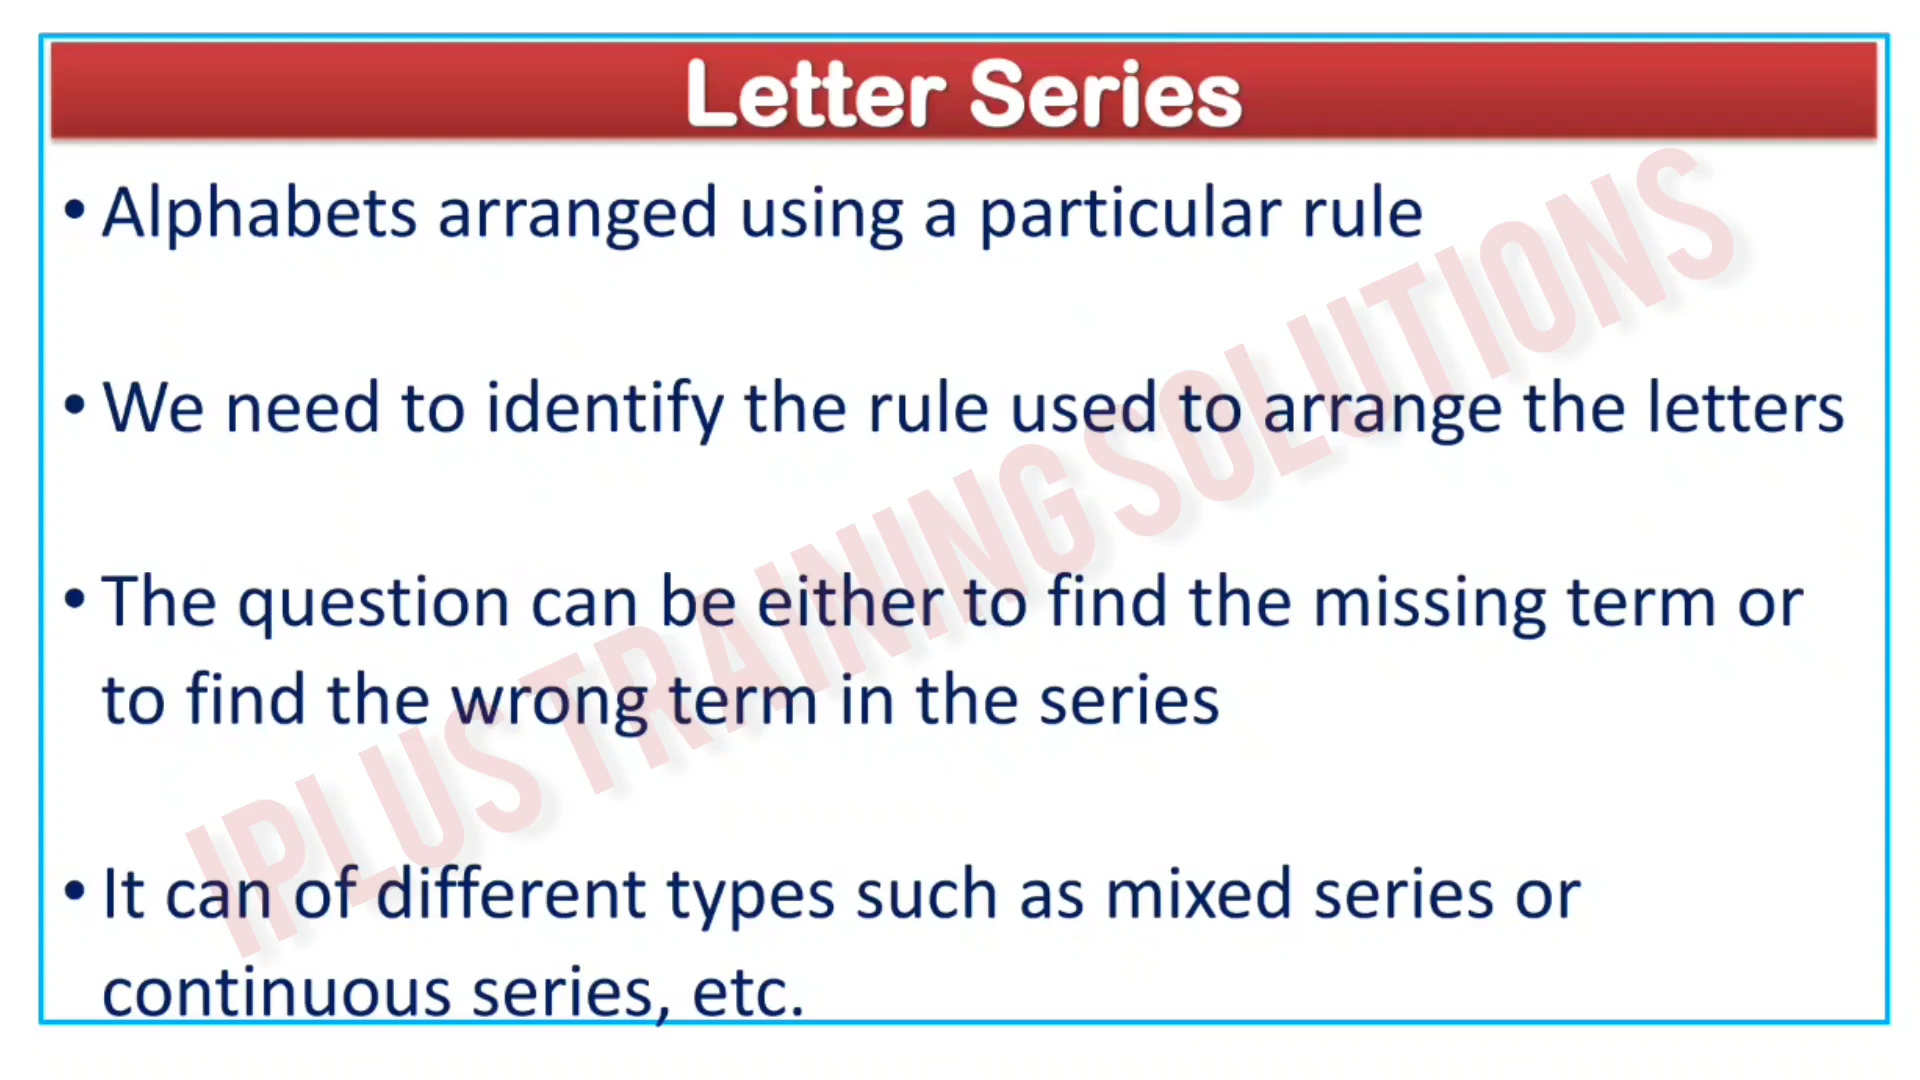 Letter Series
• Alphabets arranged using a particular rule
• We need to identify the rule used to arrange the letters
• The question can be either to find the missing term or
to find the wrong term in the series
• It can of different types such as mixed series or
continuous series, etc.
IPLUS TRAINING SOLUTIONS